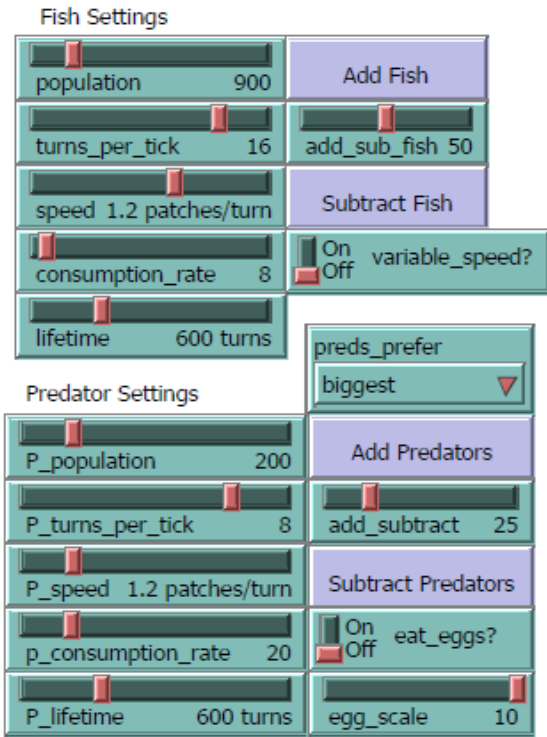 Fish Settings
population 900
Add Fish
turns_per_tick 16
add_sub_fish 50
speed 1.2 patches/turn
Subtract Fish
consumption_rate 8
On
Off
variable_speed?
lifetime 600 turns
preds_prefer
biggest
Predator Settings
P_population 200
Add Predators
P_turns_per_tick 8
add_subtract 25
P_speed 1.2 patches/turn
Subtract Predators
p_consumption_rate 20
On
Off
eat_eggs?
P_lifetime 600 turns
egg_scale 10